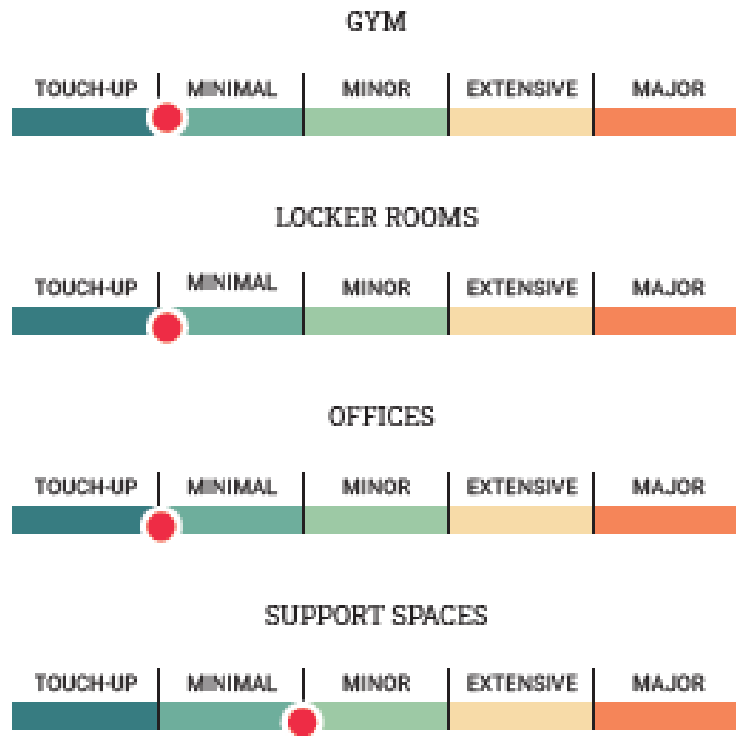 GYM
TOUCH-UP MINIMAL MINOR EXTENSIVE MAJOR
LOCKER ROOMS
TOUCH-UP MINIMAL MINOR EXTENSIVE MAJOR
OFFICES
TOUCH-UP MINIMAL MINOR EXTENSIVE MAJOR
SUPPORT SPACES
TOUCH-UP MINIMAL MINOR EXTENSIVE MAJOR